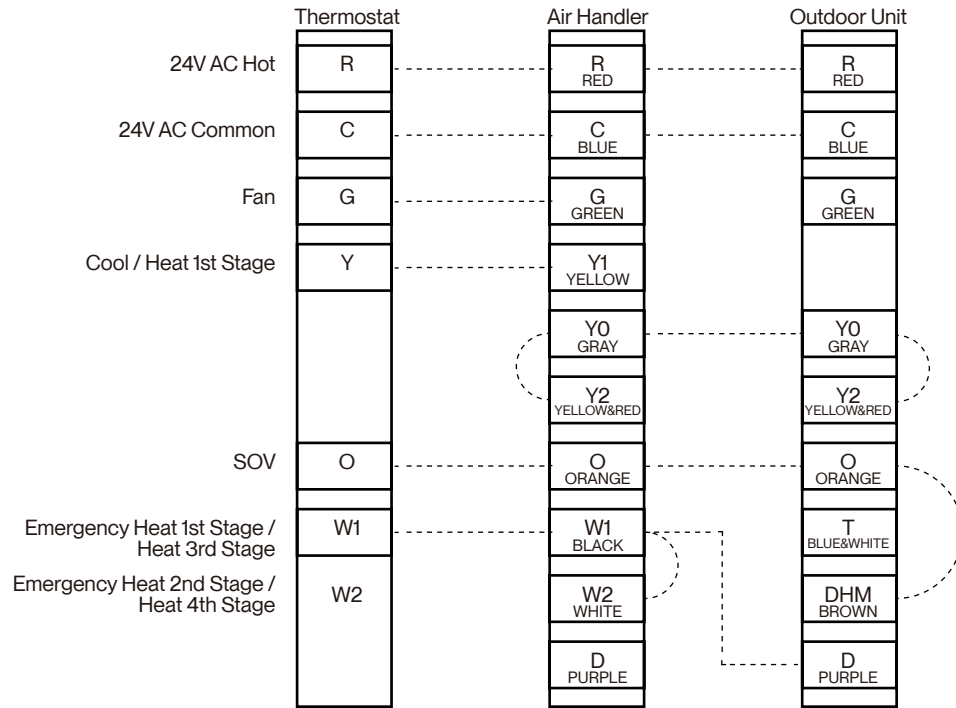 Thermostat Air Handler Outdoor Unit
24V AC Hot R R R
RED RED
24V AC Common C C C
BLUE BLUE
Fan G G G
GREEN GREEN
Cool / Heat 1st Stage Y Y1
YELLOW
Y0 Y0
GRAY GRAY
Y2 Y2
YELLOW&RED YELLOW&RED
SOV O O O
ORANGE ORANGE
Emergency Heat 1st Stage / W1 W1 T
Heat 3rd Stage BLACK BLUE&WHITE
Emergency Heat 2nd Stage / W2 W2 DHM
Heat 4th Stage WHITE BROWN
D D
PURPLE PURPLE